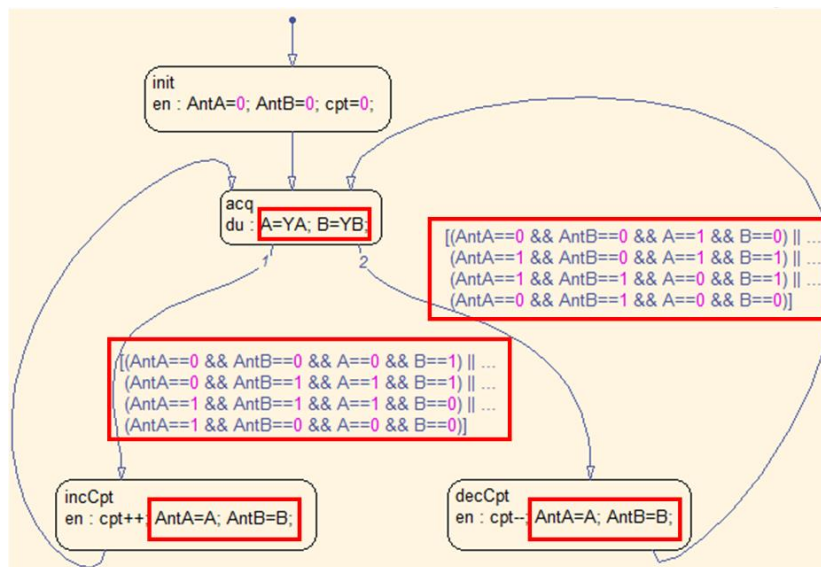 init
en : AntA=0; AntB=0; cpt=0;
acq
du : A=YA; B=YB;
1
2
[(AntA==0 && AntB==0 && A==1 && B==0) || ...
(AntA==1 && AntB==0 && A==1 && B==1) || ...
(AntA==1 && AntB==1 && A==0 && B==1) || ...
(AntA==0 && AntB==1 && A==0 && B==0)]
[(AntA==0 && AntB==0 && A==0 && B==1) || ...
(AntA==0 && AntB==1 && A==1 && B==1) || ...
(AntA==1 && AntB==1 && A==1 && B==0) || ...
(AntA==1 && AntB==0 && A==0 && B==0)]
incCpt
en : cpt++; AntA=A; AntB=B;
decCpt
en : cpt--; AntA=A; AntB=B;